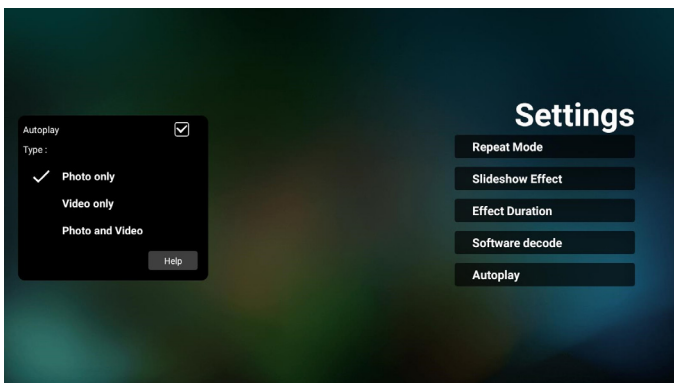 Autoplay
Type :
Photo only
Video only
Photo and Video
Help
Settings
Repeat Mode
Slideshow Effect
Effect Duration
Software decode
Autoplay